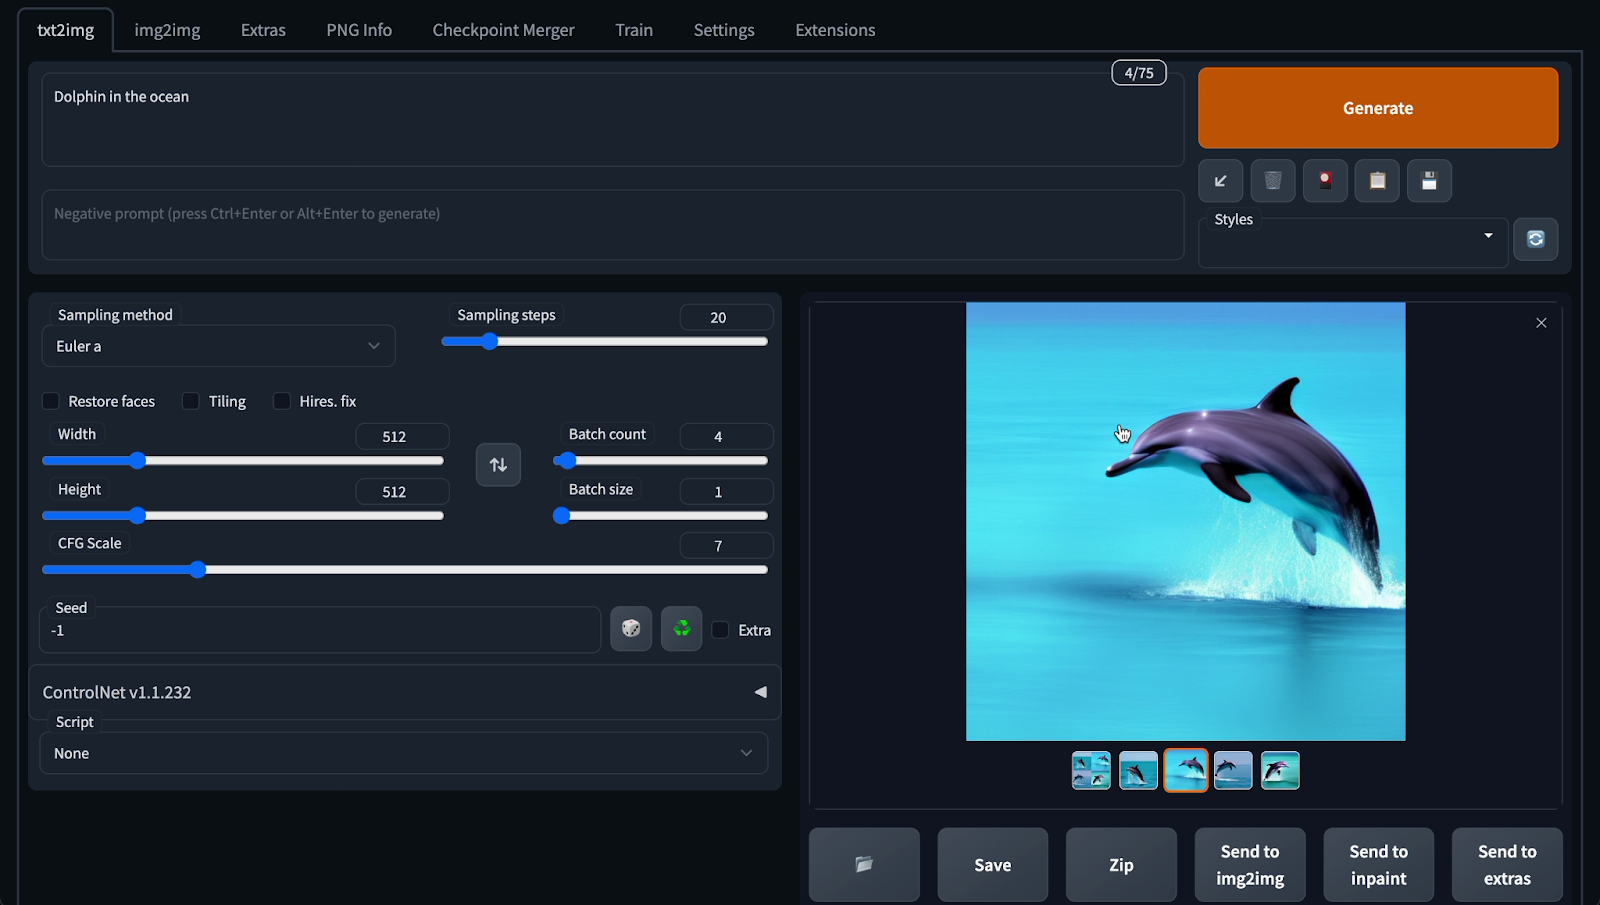 txt2img
img2img
Extras
PNG Info
Checkpoint Merger
Train
Settings
Extensions
4/75
Dolphin in the ocean
Generate
Negative prompt (press Ctrl+Enter or Alt+Enter to generate)
Styles
Sampling method
Euler a
Sampling steps
20
Restore faces
Tiling
Hires. fix
Width
512
Batch count
4
Height
512
Batch size
1
CFG Scale
7
Seed
-1
Extra
ControlNet v1.1.232
Script
None
Save
Zip
Send to
img2img
Send to
inpaint
Send to
extras